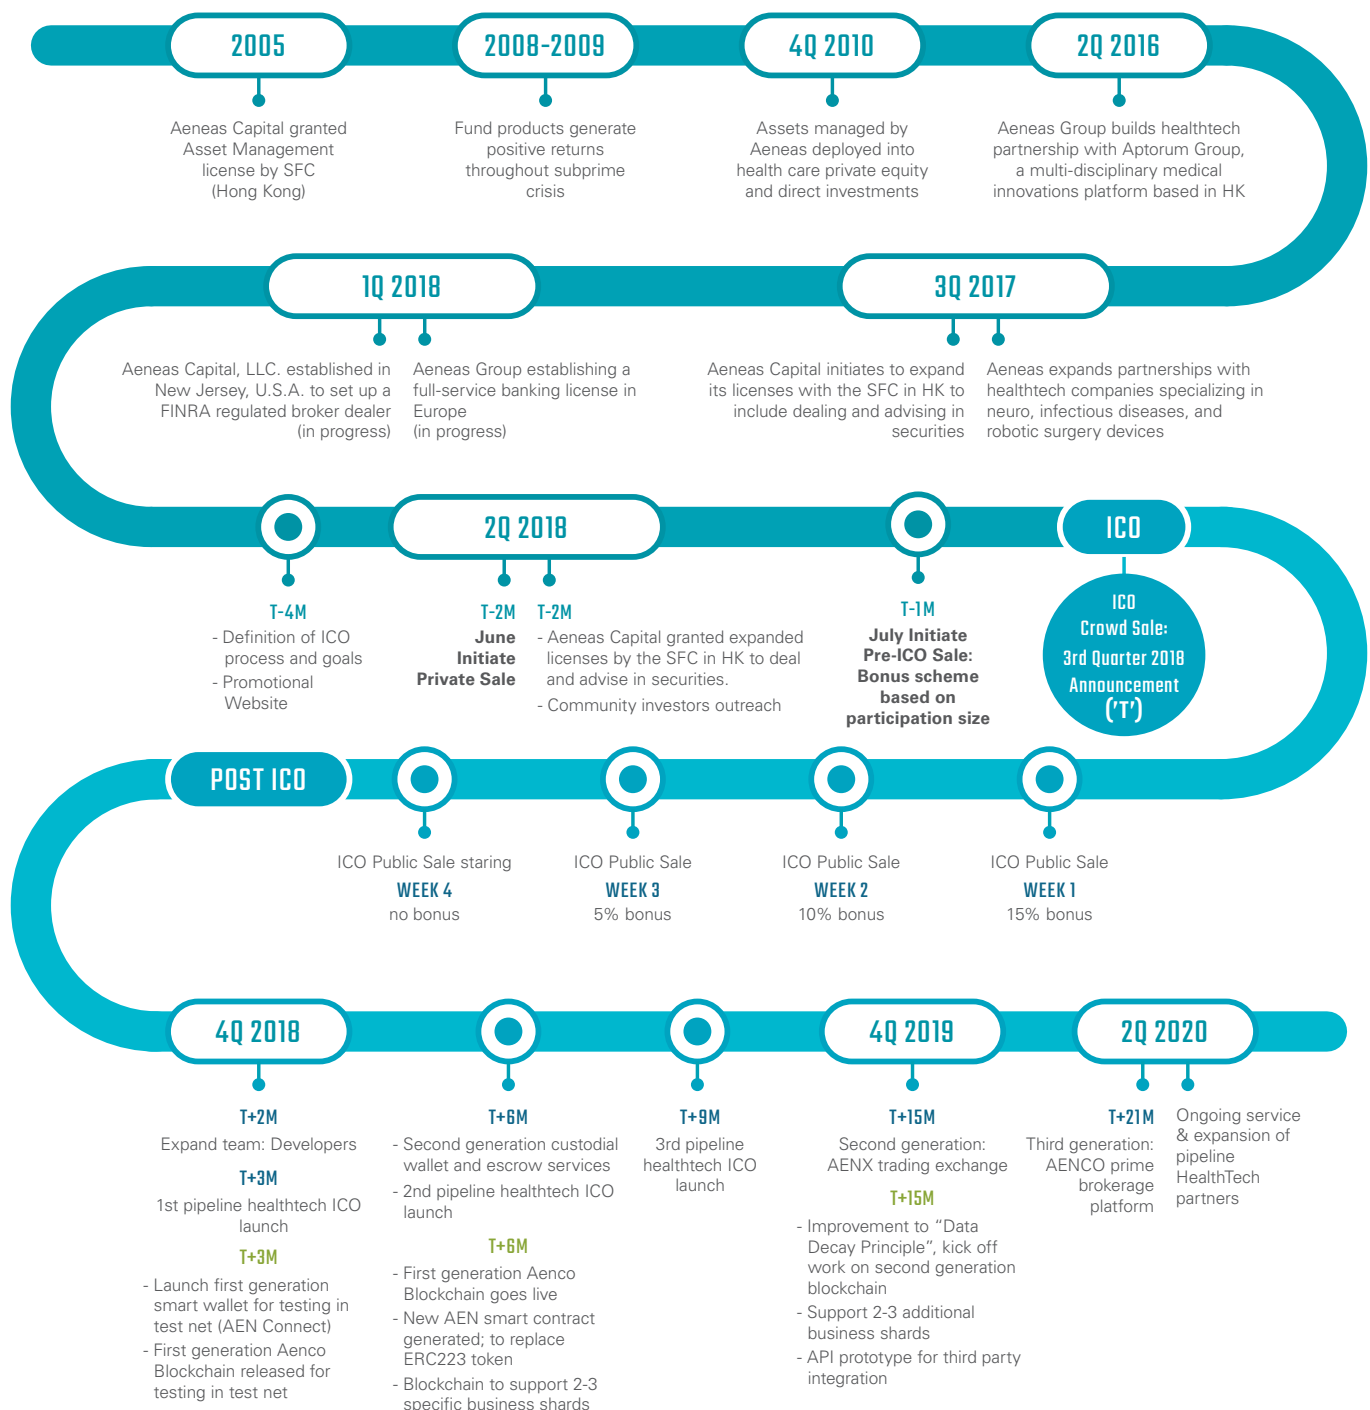 2005
Aeneas Capital granted
Asset Management
license by SFC
(Hong Kong)
2008-2009
Fund products generate
positive returns
throughout subprime
crisis
4Q 2010
Assets managed by
Aeneas deployed into
health care private equity
and direct investments
2Q 2016
Aeneas Group builds healthtech
partnership with Aptorum Group,
a multi-disciplinary medical
innovations platform based in HK
3Q 2017
Aeneas Capital initiates to expand
its licenses with the SFC in HK to
include dealing and advising in
securities
Aeneas expands partnerships with
healthtech companies specializing in
neuro, infectious diseases, and
robotic surgery devices
1Q 2018
Aeneas Capital, LLC. established in
New Jersey, U.S.A. to set up a
FINRA regulated broker dealer
(in progress)
Aeneas Group establishing a
full-service banking license in
Europe
(in progress)
T-4M
- Definition of ICO
process and goals
- Promotional
Website
2Q 2018
T-2M
June
Initiate
Private Sale
T-2M
- Aeneas Capital granted expanded
licenses by the SFC in HK to deal
and advise in securities.
- Community investors outreach
T-1M
July Initiate
Pre-ICO Sale:
Bonus scheme
based on
participation size
ICO
ICO
Crowd Sale:
3rd Quarter 2018
Announcement
('T')
ICO Public Sale
WEEK 1
15% bonus
ICO Public Sale
WEEK 2
10% bonus
ICO Public Sale
WEEK 3
5% bonus
ICO Public Sale staring
WEEK 4
no bonus
POST ICO
4Q 2018
T+2M
Expand team: Developers
T+3M
1st pipeline healthtech ICO
launch
T+3M
- Launch first generation
smart wallet for testing in
test net (AEN Connect)
- First generation Aenco
Blockchain released for
testing in test net
T+6M
- Second generation custodial
wallet and escrow services
- 2nd pipeline healthtech ICO
launch
T+6M
- First generation Aenco
Blockchain goes live
- New AEN smart contract
generated; to replace
ERC223 token
- Blockchain to support 2-3
specific business shards
T+9M
3rd pipeline
healthtech ICO
launch
4Q 2019
T+15M
Second generation:
AENX trading exchange
T+15M
- Improvement to “Data
Decay Principle”, kick off
work on second generation
blockchain
- Support 2-3 additional
business shards
- API prototype for third party
integration
2Q 2020
T+21M
Third generation:
AENCO prime
brokerage
platform
Ongoing service
& expansion of
pipeline
HealthTech
partners